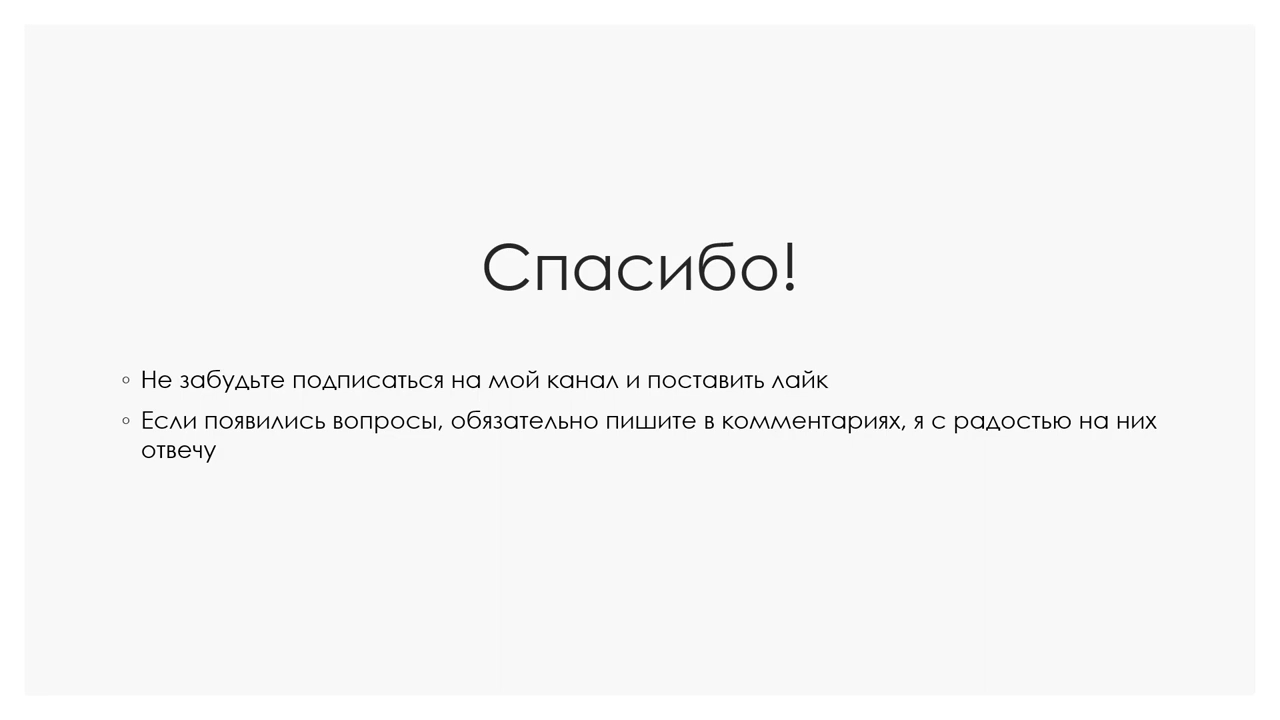 Спасибо!
◦ Не забудьте подписаться на мой канал и поставить лайк
◦ Если появились вопросы, обязательно пишите в комментариях, я с радостью на них
отвечу